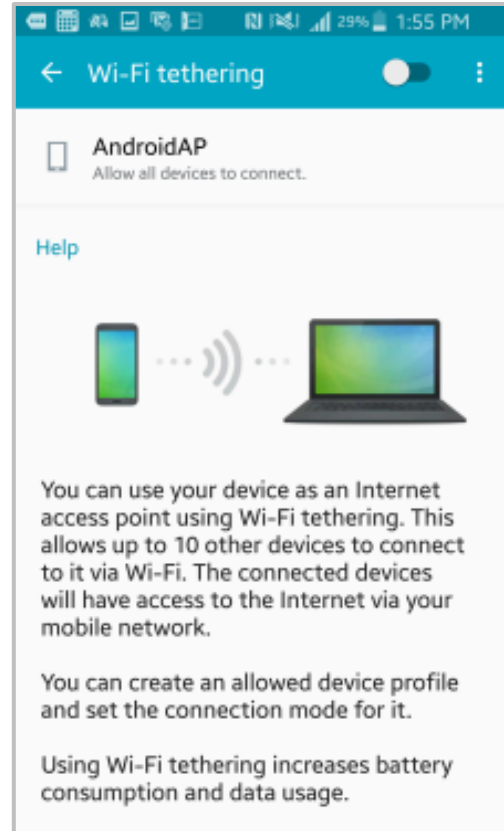 29% 1:55 PM
Wi-Fi tethering
AndroidAP
Allow all devices to connect.
Help
You can use your device as an Internet
access point using Wi-Fi tethering. This
allows up to 10 other devices to connect
to it via Wi-Fi. The connected devices
will have access to the Internet via your
mobile network.
You can create an allowed device profile
and set the connection mode for it.
Using Wi-Fi tethering increases battery
consumption and data usage.